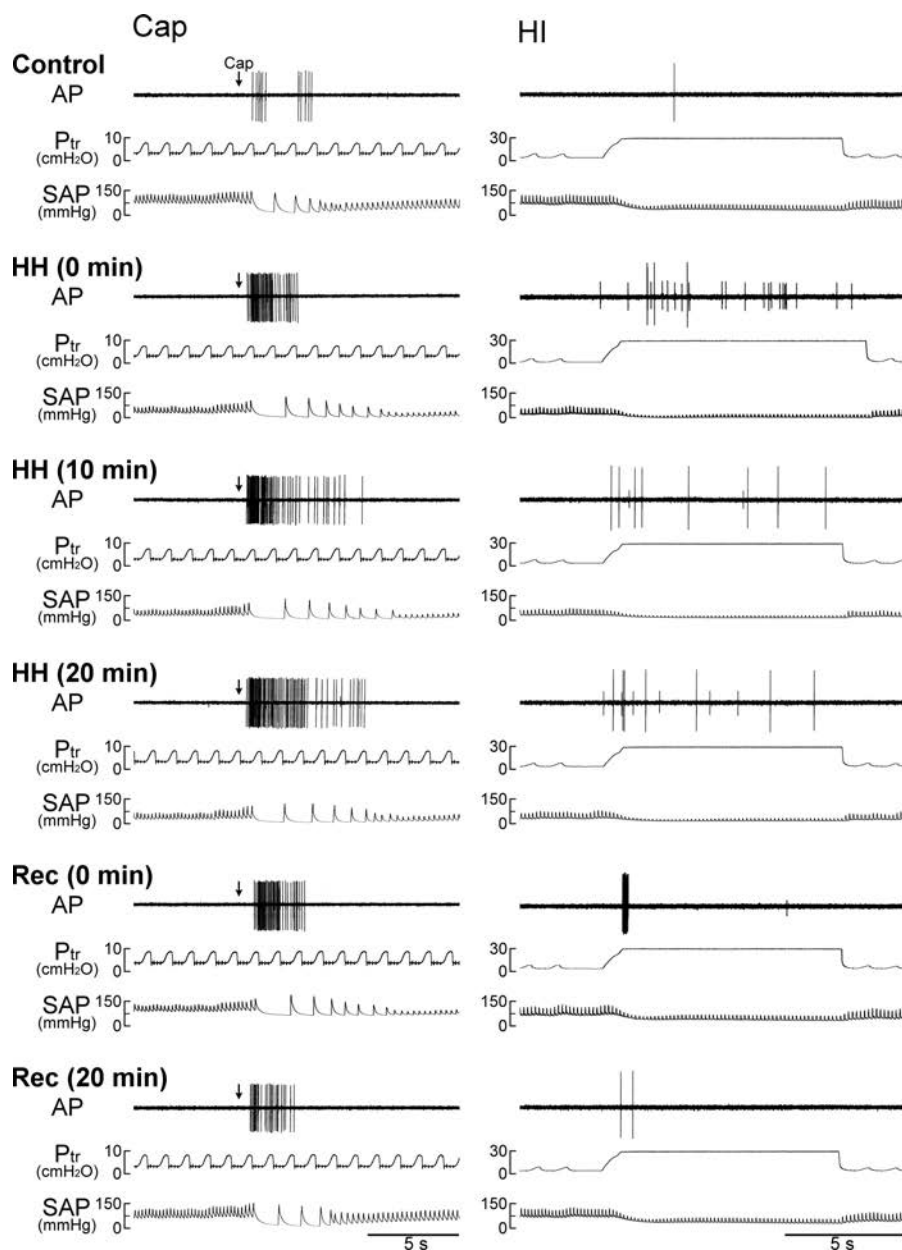 Cap HI
Control
Cap
AP
Ptr
(cmH2O)
10
0
30
0
SAP
(mmHg)
150
0
150
0
HH (0 min)
AP
Ptr
(cmH2O)
10
0
30
0
SAP
(mmHg)
150
0
150
0
HH (10 min)
AP
Ptr
(cmH2O)
10
0
30
0
SAP
(mmHg)
150
0
150
0
HH (20 min)
AP
Ptr
(cmH2O)
10
0
30
0
SAP
(mmHg)
150
0
150
0
Rec (0 min)
AP
Ptr
(cmH2O)
10
0
30
0
SAP
(mmHg)
150
0
150
0
Rec (20 min)
AP
Ptr
(cmH2O)
10
0
30
0
SAP
(mmHg)
150
0
150
0
5 s 5 s